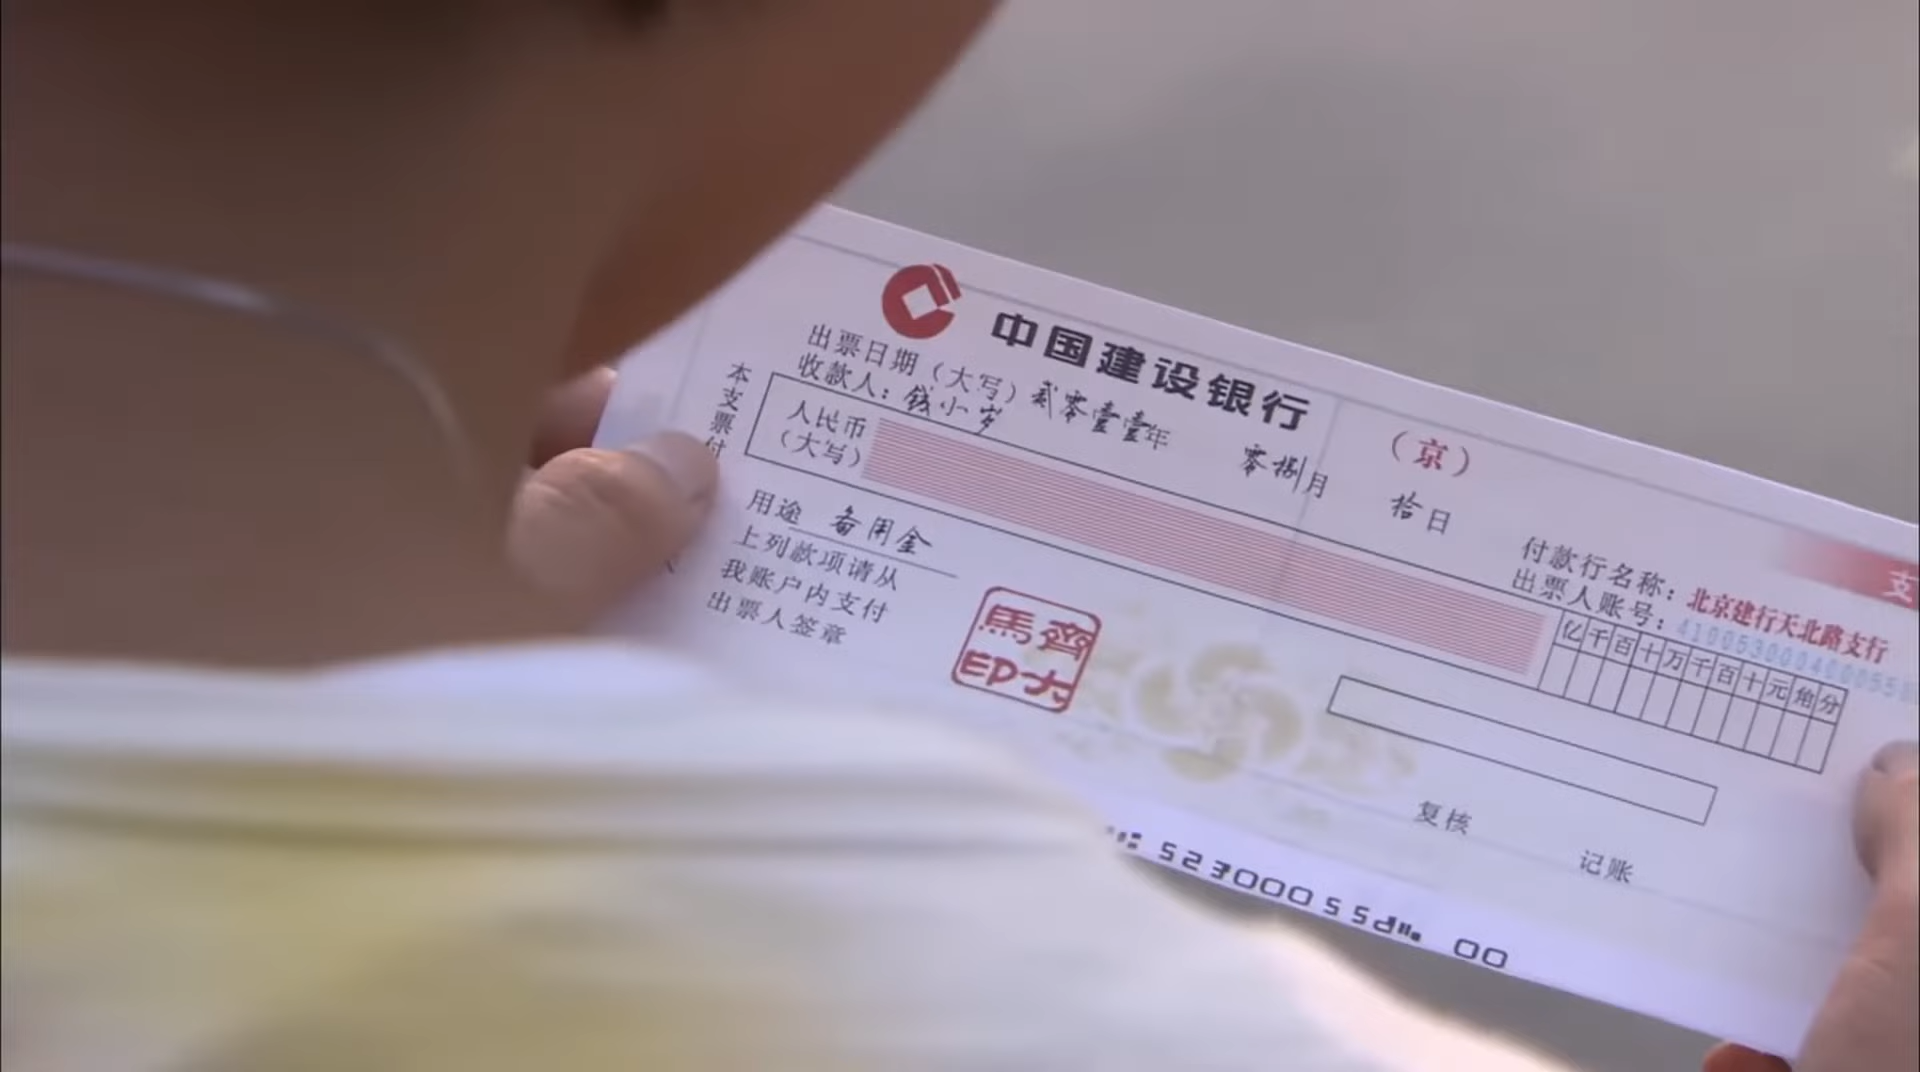 中国建设银行
（京）
支
出票日期（大写）贰零壹壹年 零捌月 拾日
收款人：钱小岁
付款行名称：北京建行天北路支行
出票人账号：
本支票付
人民币
（大写）
亿千百十万千百十元角分
用途 备用金
上列款项请从
我账户内支付
出票人签章
馬齊
印大
复核
记账
00